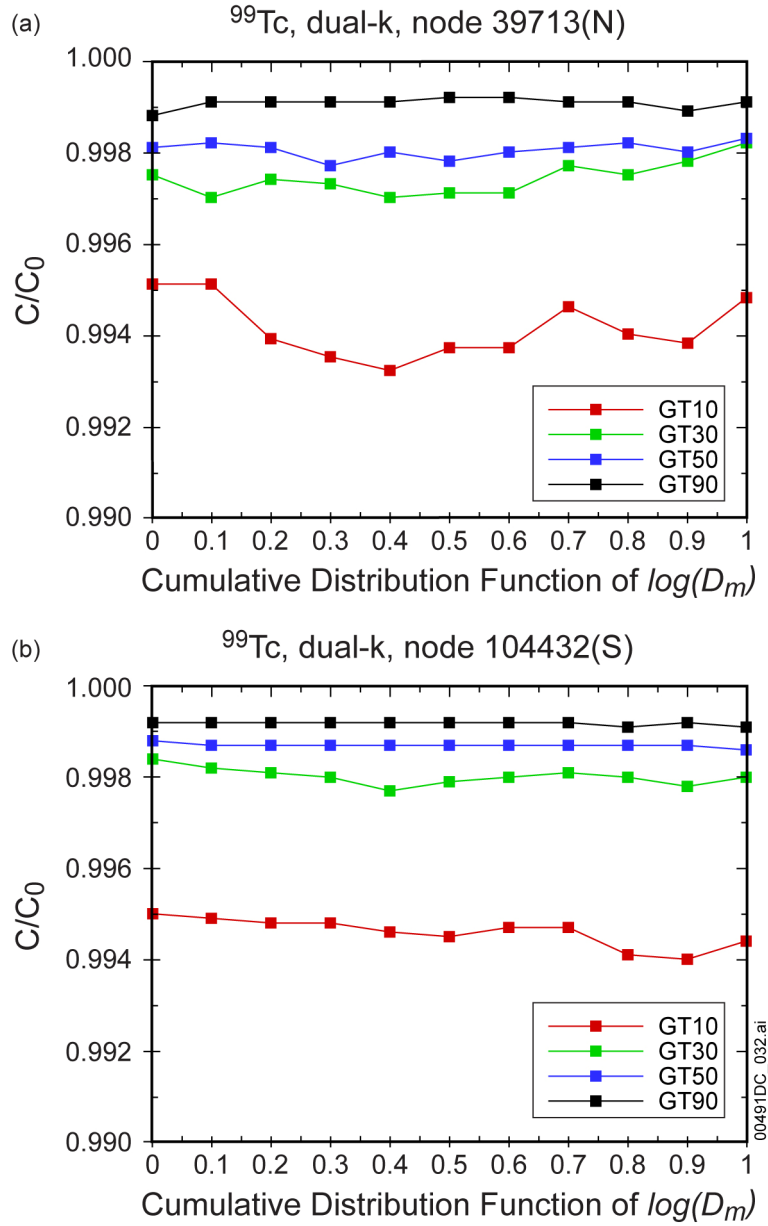 (a)
⁹⁹Tc, dual-k, node 39713(N)
1.000
0.998
0.996
0.994
0.992
0.990
C/C₀
GT10
GT30
GT50
GT90
0 0.1 0.2 0.3 0.4 0.5 0.6 0.7 0.8 0.9 1
Cumulative Distribution Function of log(Dₘ)
(b)
⁹⁹Tc, dual-k, node 104432(S)
1.000
0.998
0.996
0.994
0.992
0.990
C/C₀
GT10
GT30
GT50
GT90
0 0.1 0.2 0.3 0.4 0.5 0.6 0.7 0.8 0.9 1
Cumulative Distribution Function of log(Dₘ)
00491DC_032.ai